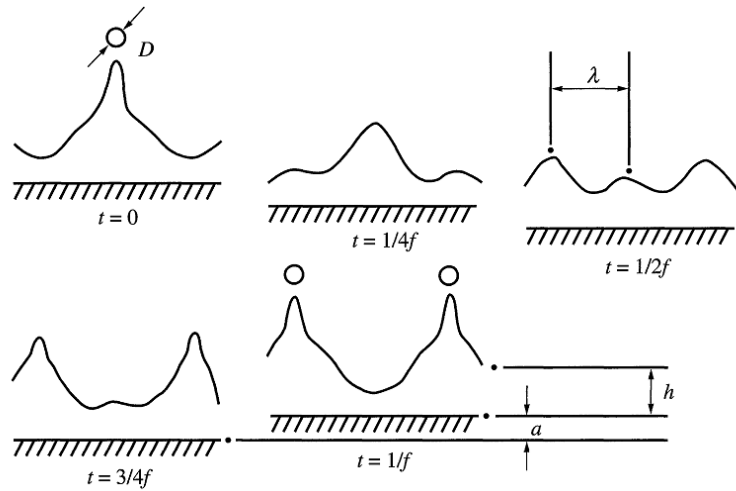 D
λ
t = 0
t = 1/4f
t = 1/2f
h
a
t = 3/4f
t = 1/f